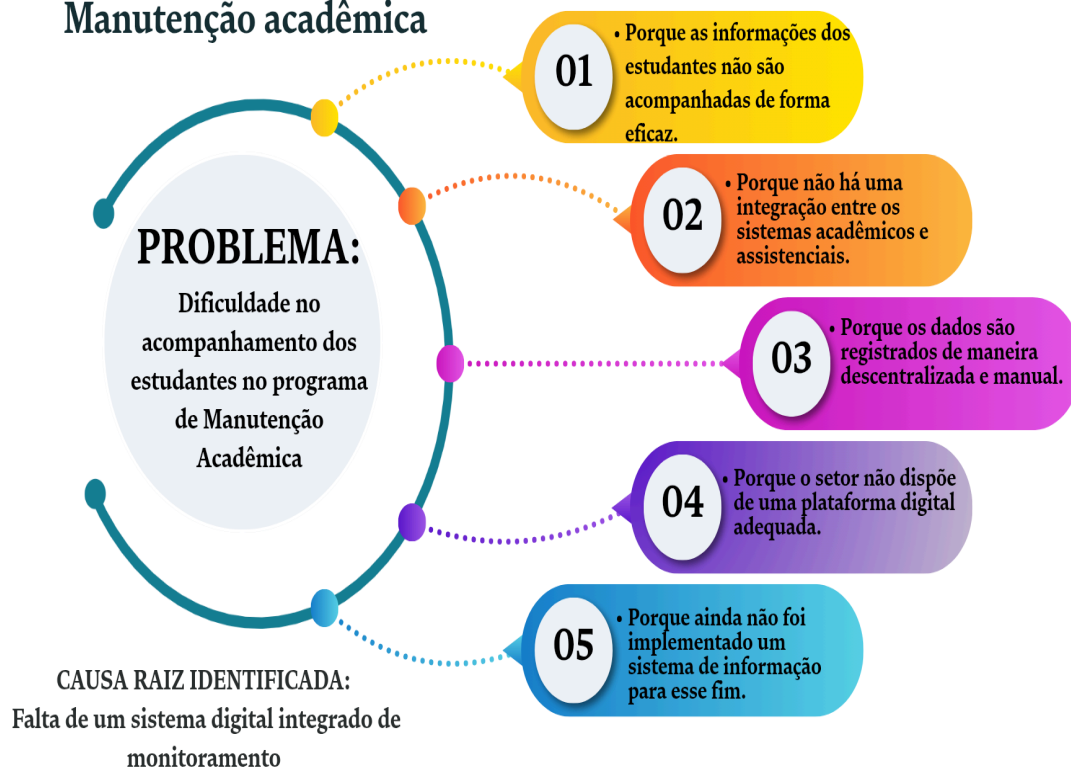 Manutenção acadêmica
PROBLEMA:
Dificuldade no
acompanhamento dos
estudantes no programa
de Manutenção
Acadêmica
01
• Porque as informações dos
estudantes não são
acompanhadas de forma
eficaz.
02
• Porque não há uma
integração entre os
sistemas acadêmicos e
assistenciais.
03
• Porque os dados são
registrados de maneira
descentralizada e manual.
04
• Porque o setor não dispõe
de uma plataforma digital
adequada.
05
• Porque ainda não foi
implementado um
sistema de informação
para esse fim.
CAUSA RAIZ IDENTIFICADA:
Falta de um sistema digital integrado de
monitoramento